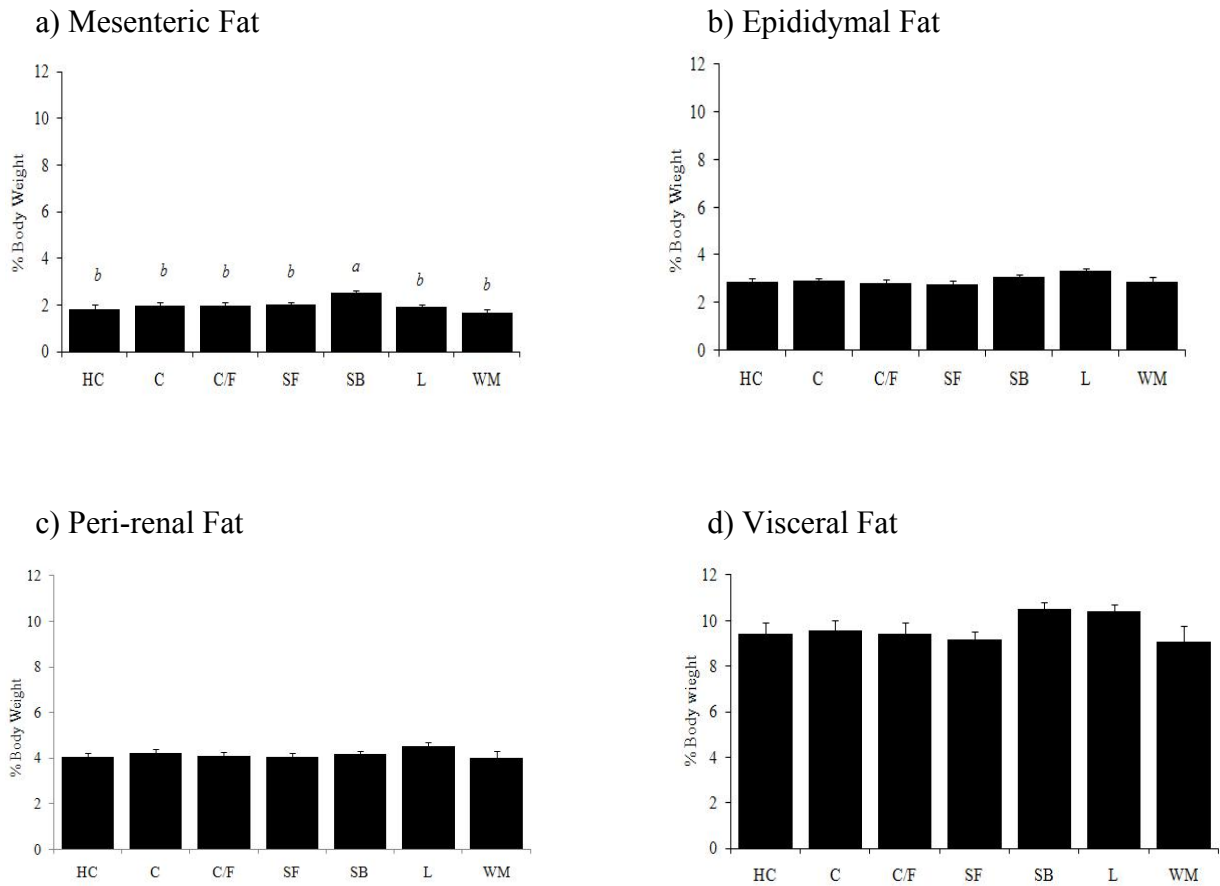 a) Mesenteric Fat
12
10
8
6
4
2
0
% Body Weight
b b b b a b b
HC C C/F SF SB L WM
b) Epididymal Fat
12
10
8
6
4
2
0
% Body Wieght
HC C C/F SF SB L WM
c) Peri-renal Fat
12
10
8
6
4
2
0
% Body Weight
HC C C/F SF SB L WM
d) Visceral Fat
12
10
8
6
4
2
0
% Body wieght
HC C C/F SF SB L WM